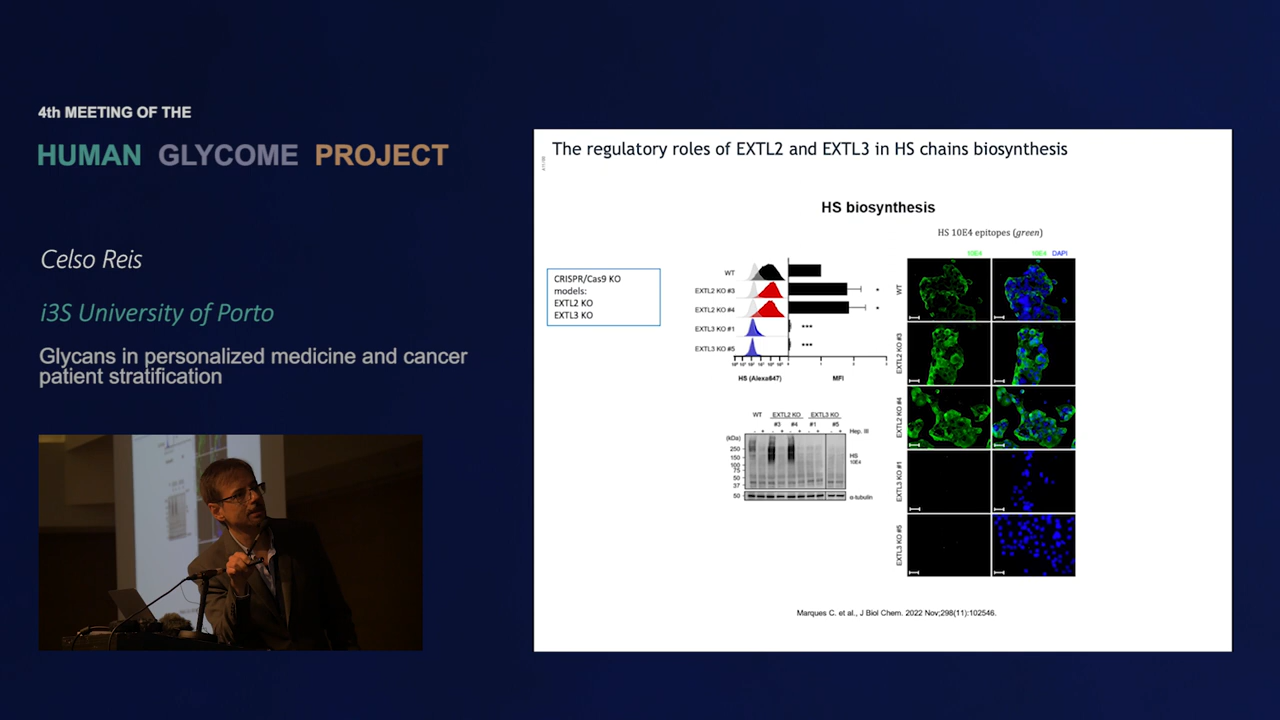 4th MEETING OF THE
HUMAN GLYCOME PROJECT
Celso Reis
i3S University of Porto
Glycans in personalized medicine and cancer
patient stratification
The regulatory roles of EXTL2 and EXTL3 in HS chains biosynthesis
HS biosynthesis
HS 10E4 epitopes (green)
CRISPR/Cas9 KO
models:
EXTL2 KO
EXTL3 KO
WT
EXTL2 KO #3
EXTL2 KO #4
EXTL3 KO #1
EXTL3 KO #5
HS (Alexa647)
MFI
WT EXTL2 KO EXTL3 KO
#3 #4 #1 #5
- + - + - + - + - + Hep. III
(kDa)
250
150
100
75
50
37
50
HS
10E4
α-tubulin
10E4
10E4 DAPI
WT
EXTL2 KO #3
EXTL2 KO #4
EXTL3 KO #1
EXTL3 KO #5
Marques C. et al., J Biol Chem. 2022 Nov;298(11):102546.